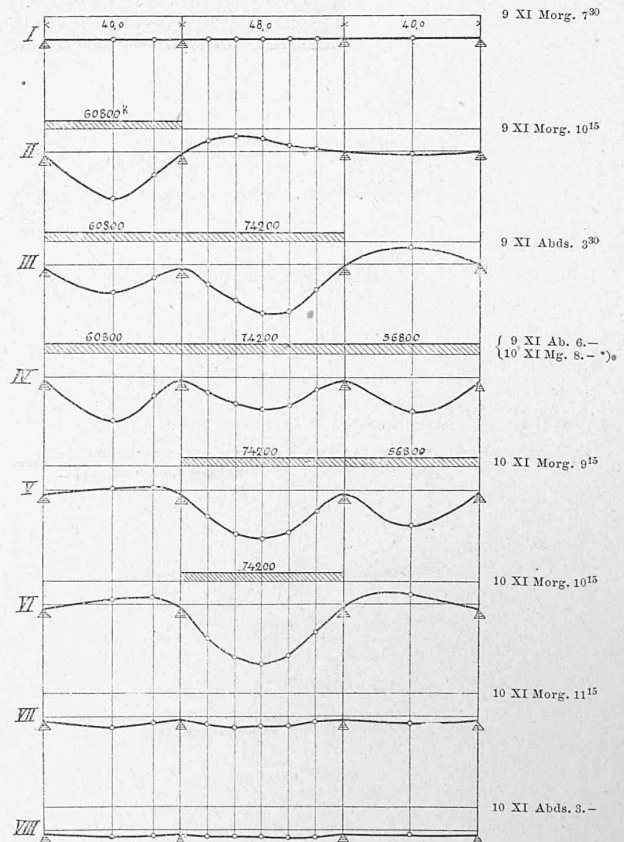 40,0 48,0 40,0
I 9 XI Morg. 7³⁰
60800ᴷ
II 9 XI Morg. 10¹⁵
60800 74200
III 9 XI Abds. 3³⁰
60800 74200 56800
IV { 9 XI Ab. 6.—
{10 XI Mg. 8.— *)
74200 56800
V 10 XI Morg. 9¹⁵
74200
VI 10 XI Morg. 10¹⁵
VII 10 XI Morg. 11¹⁵
VIII 10 XI Abds. 3.—